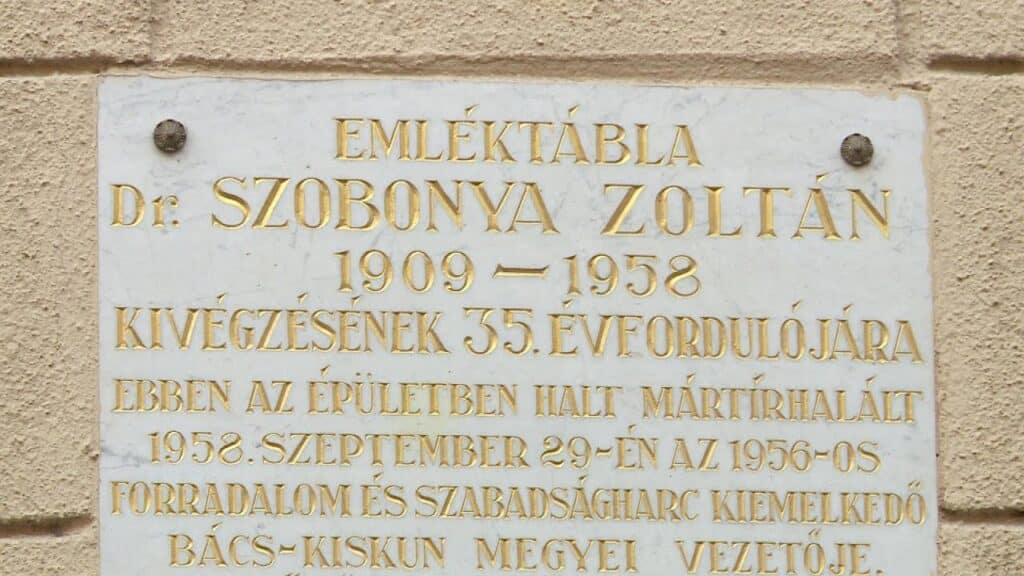 EMLÉKTÁBLA
Dr. SZOBONYA ZOLTÁN
1909 – 1958
KIVÉGZÉSÉNEK 35. ÉVFORDULÓJÁRA
EBBEN AZ ÉPÜLETBEN HALT MÁRTÍRHALÁLT
1958. SZEPTEMBER 29-ÉN AZ 1956-OS
FORRADALOM ÉS SZABADSÁGHARC KIEMELKEDŐ
BÁCS-KISKUN MEGYEI VEZETŐJE.